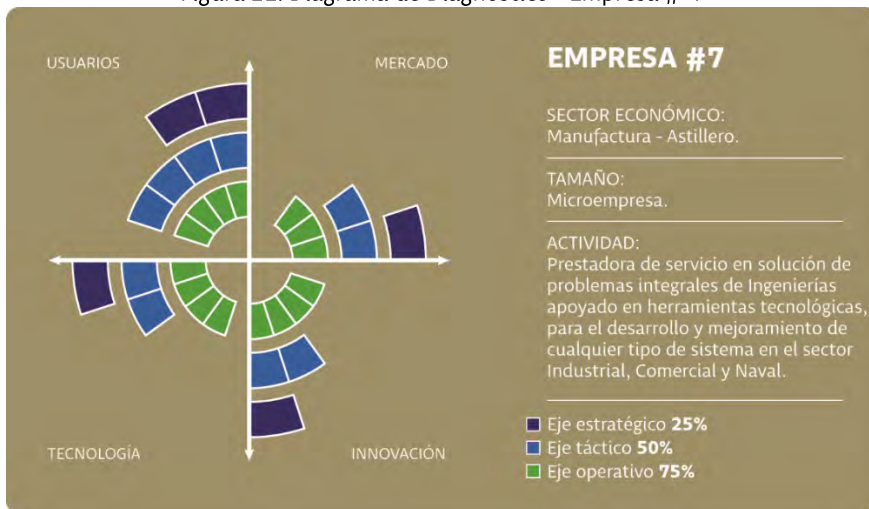 USUARIOS
MERCADO
TECNOLOGÍA
INNOVACIÓN
EMPRESA #7
SECTOR ECONÓMICO:
Manufactura - Astillero.
TAMAÑO:
Microempresa.
ACTIVIDAD:
Prestadora de servicio en solución de
problemas integrales de Ingenierías
apoyado en herramientas tecnológicas,
para el desarrollo y mejoramiento de
cualquier tipo de sistema en el sector
Industrial, Comercial y Naval.
Eje estratégico 25%
Eje táctico 50%
Eje operativo 75%